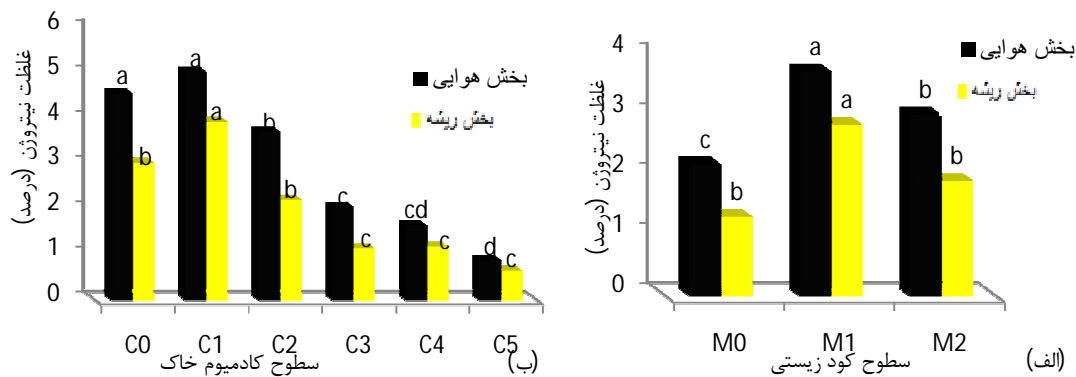 غلظت نیتروژن (درصد)
6
5
4
3
2
1
0
بخش هوایی
بخش ریشه
a
a
b
c
cd
d
b
a
b
c
c
c
C0 C1 C2 C3 C4 C5
سطوح کادمیوم خاک
(ب)
غلظت نیتروژن (درصد)
4
3
2
1
0
بخش هوایی
بخش ریشه
c
a
b
b
a
b
M0 M1 M2
سطوح کود زیستی
(الف)